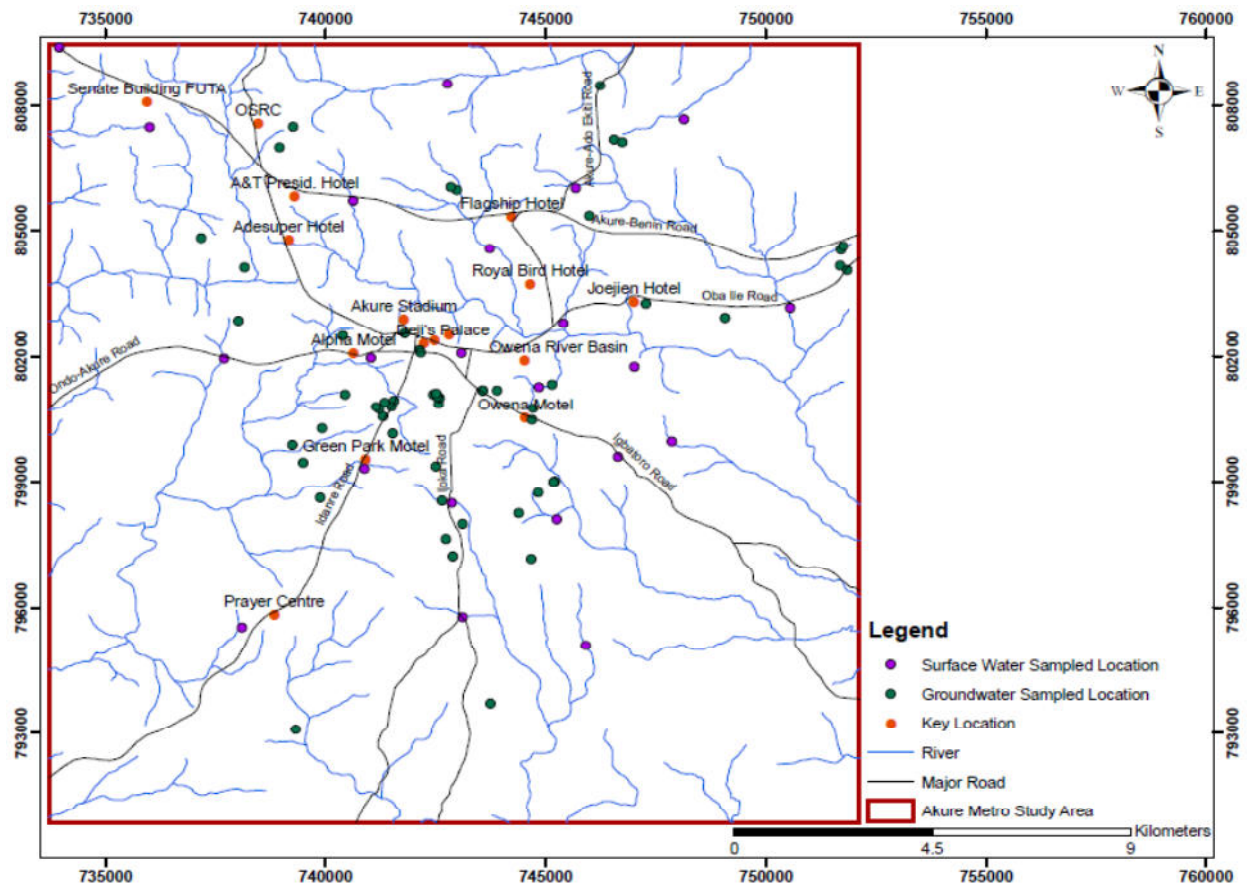 735000 740000 745000 750000 755000 760000
N
W E
S
808000 808000
Senate Building FUTA
OSRC
Akure-Ado Ekiti Road
A&T Presid. Hotel
Flagship Hotel
Akure-Benin Road
805000 805000
Adesuper Hotel
Royal Bird Hotel
Joejien Hotel
Oba Ile Road
Akure Stadium
Deji's Palace
Alpha Motel
Owena River Basin
802000 802000
Ondo-Akure Road
Owena Motel
Green Park Motel
Igbatoro Road
Idanre Road
Ijoka Road
799000 799000
Prayer Centre
796000 796000
Legend
Surface Water Sampled Location
Groundwater Sampled Location
Key Location
River
Major Road
Akure Metro Study Area
793000 793000
Kilometers
0 4.5 9
735000 740000 745000 750000 755000 760000